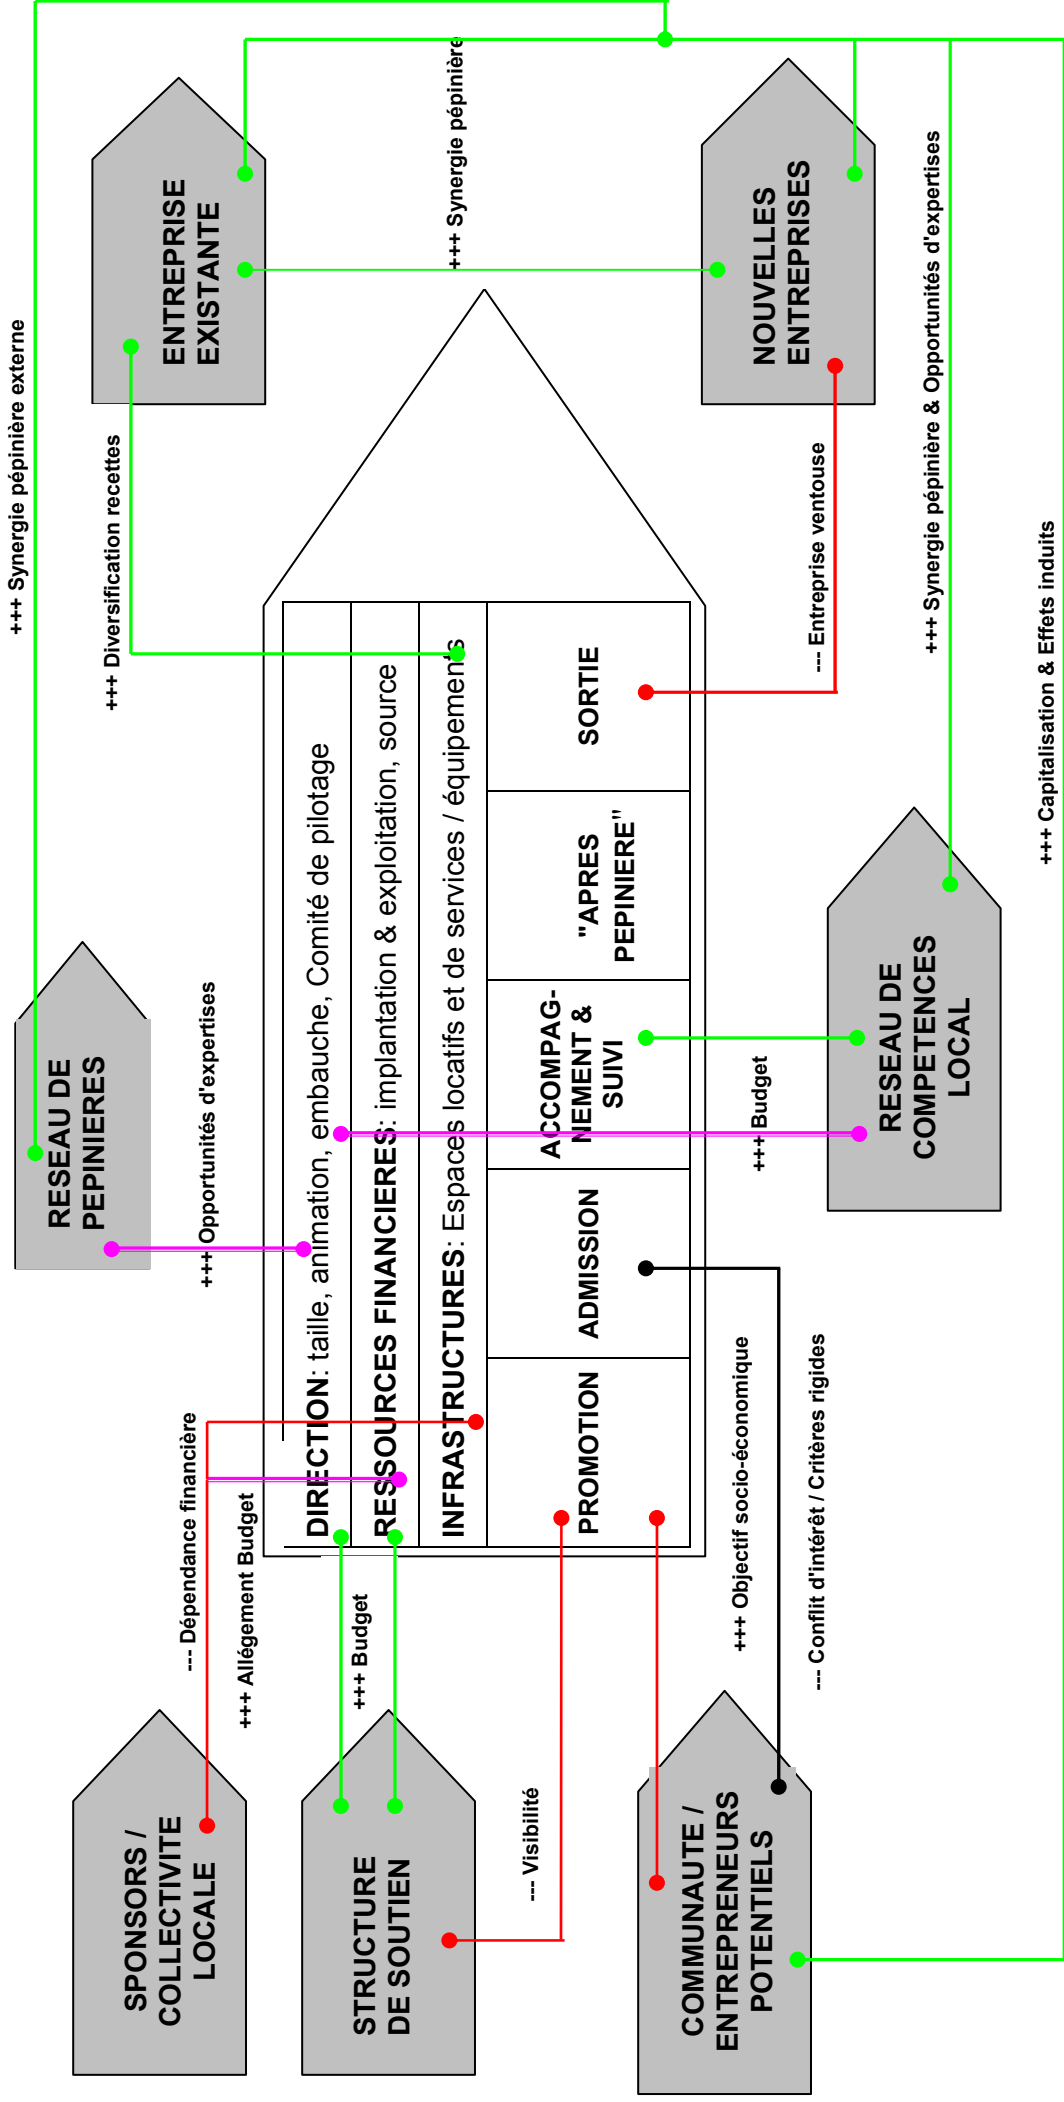 +++ Synergie pépinière externe
RESEAU DE
PEPINIERES
ENTREPRISE
EXISTANTE
+++ Diversification recettes
+++ Opportunités d'expertises
--- Dépendance financière
+++ Allégement Budget
SPONSORS /
COLLECTIVITE
LOCALE
DIRECTION: taille, animation, embauche, Comité de pilotage
RESSOURCES FINANCIERES: implantation & exploitation, source
INFRASTRUCTURES: Espaces locatifs et de services / équipements
+++ Budget
STRUCTURE
DE SOUTIEN
+++ Synergie pépinière
PROMOTION
ADMISSION
ACCOMPAG-
NEMENT &
SUIVI
"APRES
PEPINIERE"
SORTIE
--- Visibilité
COMMUNAUTE /
ENTREPRENEURS
POTENTIELS
+++ Objectif socio-économique
--- Conflit d'intérêt / Critères rigides
+++ Budget
--- Entreprise ventouse
NOUVELLES
ENTREPRISES
RESEAU DE
COMPETENCES
LOCAL
+++ Synergie pépinière & Opportunités d'expertises
+++ Capitalisation & Effets induits